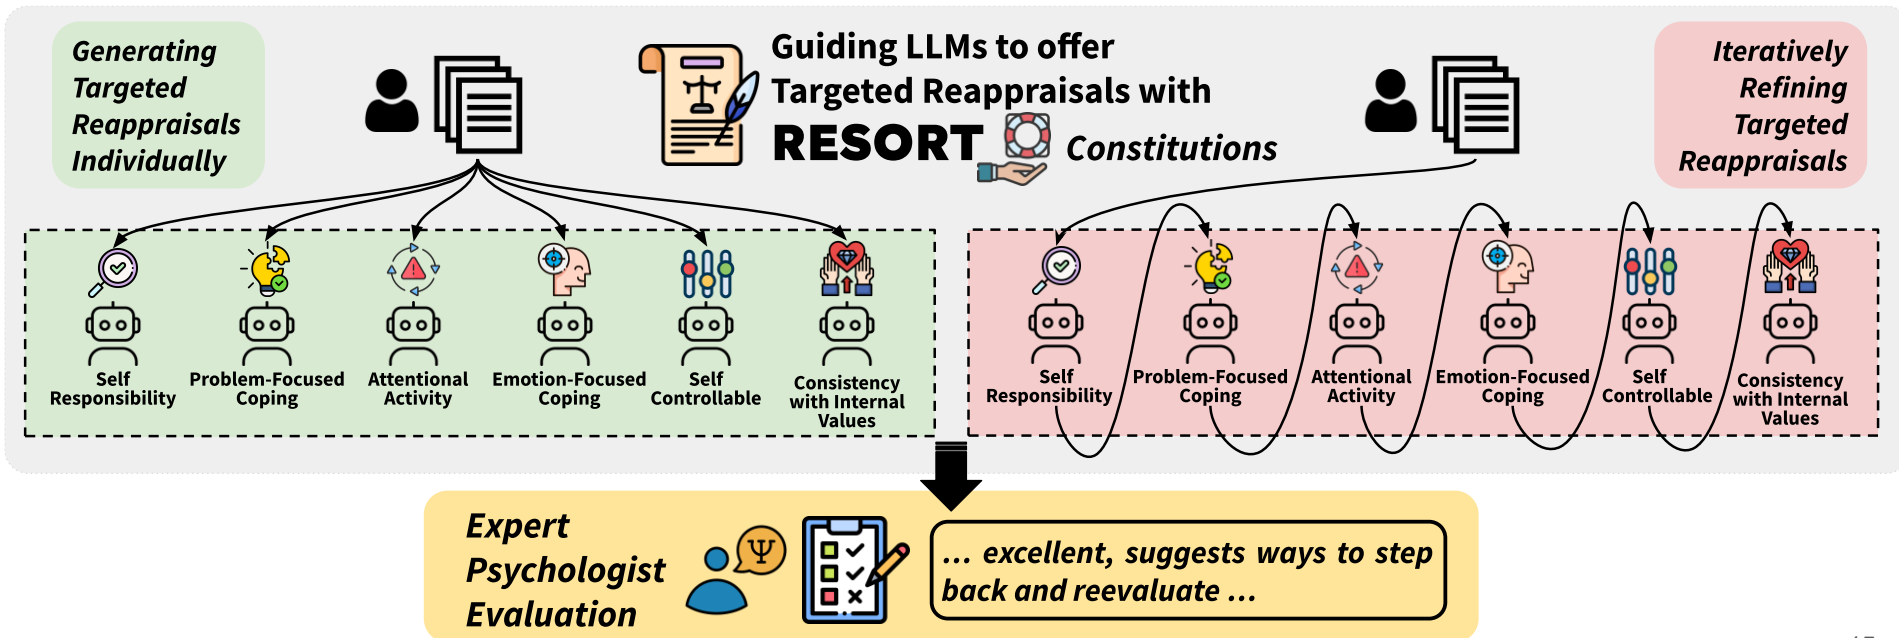 Generating
Targeted
Reappraisals
Individually
Guiding LLMs to offer
Targeted Reappraisals with
RESORT Constitutions
Iteratively
Refining
Targeted
Reappraisals
Self
Responsibility
Problem-Focused
Coping
Attentional
Activity
Emotion-Focused
Coping
Self
Controllable
Consistency
with Internal
Values
Self
Responsibility
Problem-Focused
Coping
Attentional
Activity
Emotion-Focused
Coping
Self
Controllable
Consistency
with Internal
Values
Expert
Psychologist
Evaluation
Ψ
... excellent, suggests ways to step
back and reevaluate ...